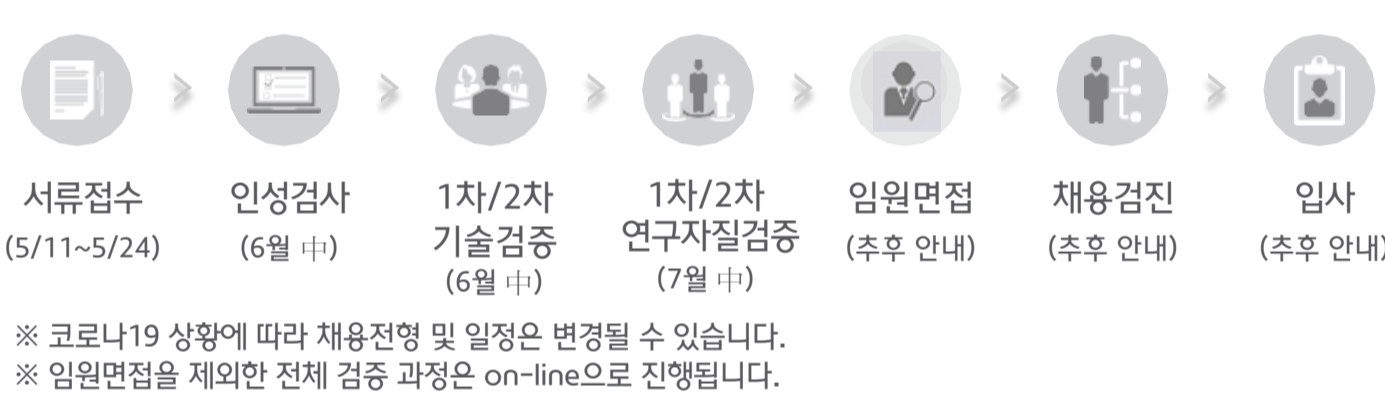 서류접수
(5/11~5/24)
인성검사
(6월 中)
1차/2차
기술검증
(6월 中)
1차/2차
연구자질검증
(7월 中)
임원면접
(추후 안내)
채용검진
(추후 안내)
입사
(추후 안내)
※ 코로나19 상황에 따라 채용전형 및 일정은 변경될 수 있습니다.
※ 임원면접을 제외한 전체 검증 과정은 on-line으로 진행됩니다.